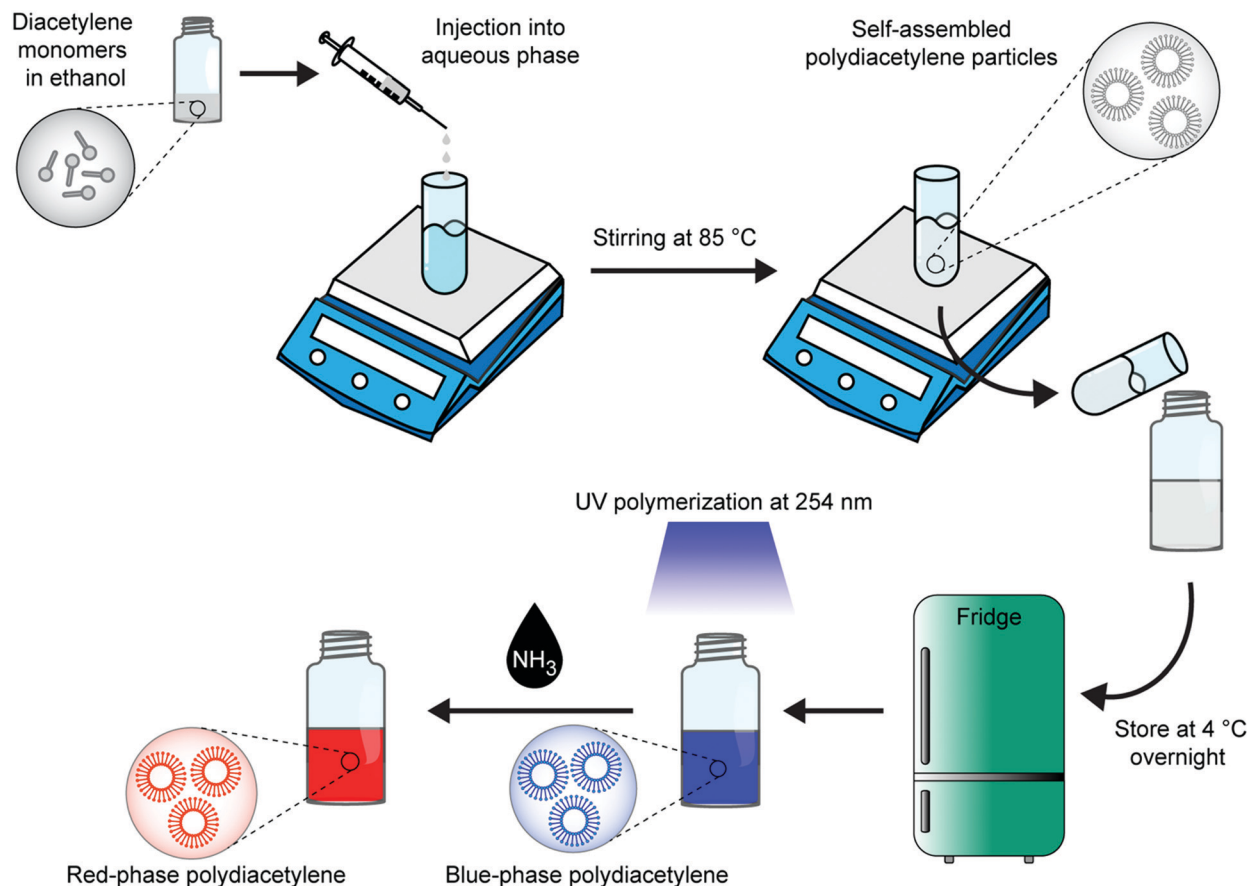 Diacetylene
monomers
in ethanol
Injection into
aqueous phase
Self-assembled
polydiacetylene particles
Stirring at 85 °C
UV polymerization at 254 nm
Fridge
NH3
Store at 4 °C
overnight
Red-phase polydiacetylene
Blue-phase polydiacetylene